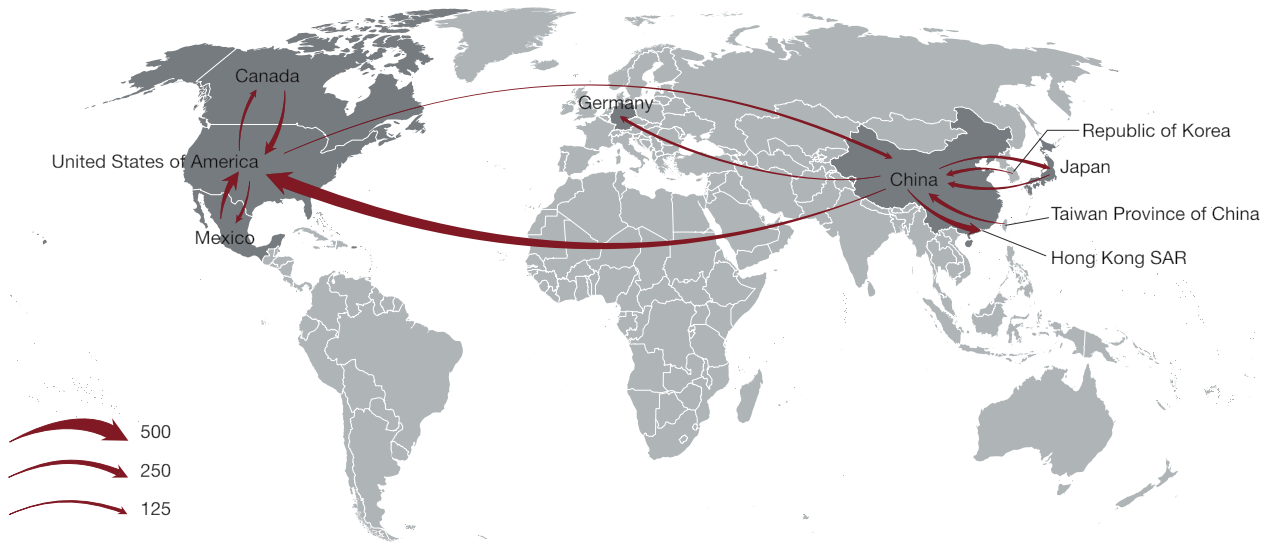 Canada
Germany
United States of America
Mexico
China
Republic of Korea
Japan
Taiwan Province of China
Hong Kong SAR
500
250
125